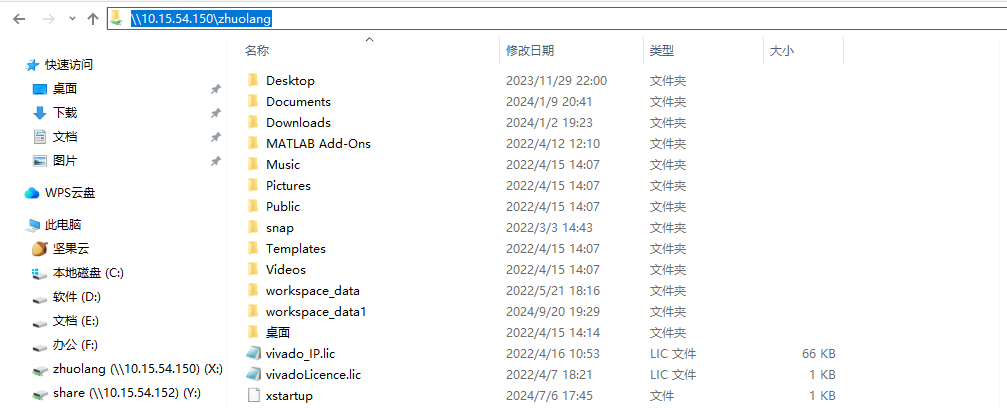 \\10.15.54.150\zhuolang
名称 修改日期 类型 大小
快速访问
桌面
下载
文档
图片
WPS云盘
此电脑
坚果云
本地磁盘 (C:)
软件 (D:)
文档 (E:)
办公 (F:)
zhuolang (\\10.15.54.150) (X:)
share (\\10.15.54.152) (Y:)
Desktop 2023/11/29 22:00 文件夹
Documents 2024/1/9 20:41 文件夹
Downloads 2024/1/2 19:23 文件夹
MATLAB Add-Ons 2022/4/12 12:10 文件夹
Music 2022/4/15 14:07 文件夹
Pictures 2022/4/15 14:07 文件夹
Public 2022/4/15 14:07 文件夹
snap 2022/3/3 14:43 文件夹
Templates 2022/4/15 14:07 文件夹
Videos 2022/4/15 14:07 文件夹
workspace_data 2022/5/21 18:16 文件夹
workspace_data1 2024/9/20 19:29 文件夹
桌面 2022/4/15 14:14 文件夹
vivado_IP.lic 2022/4/16 10:53 LIC 文件 66 KB
vivadoLicence.lic 2022/4/7 18:21 LIC 文件 1 KB
xstartup 2024/7/6 17:45 文件 1 KB